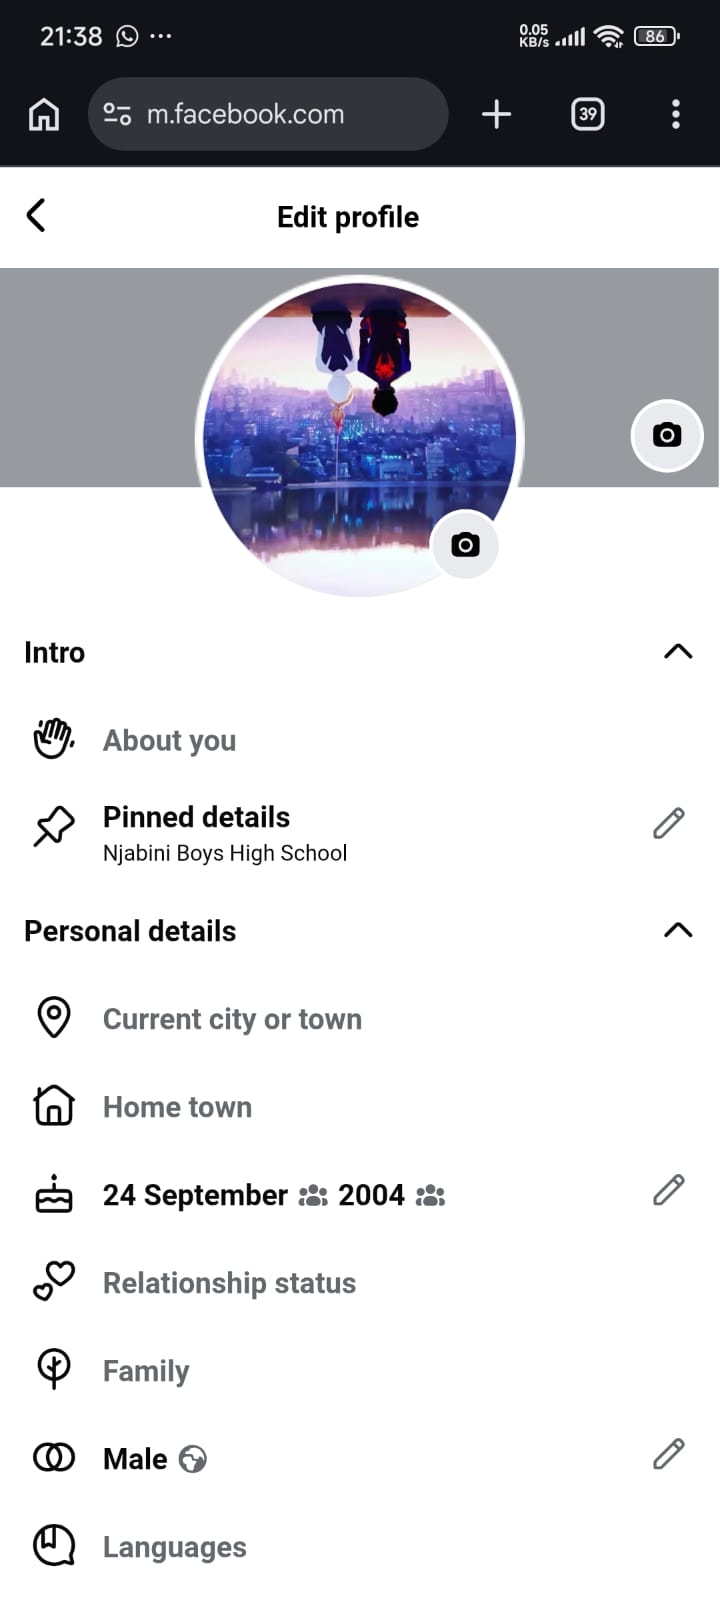 21:38
0.05
KB/s
86
m.facebook.com
39
Edit profile
Intro
About you
Pinned details
Njabini Boys High School
Personal details
Current city or town
Home town
24 September 2004
Relationship status
Family
Male
Languages